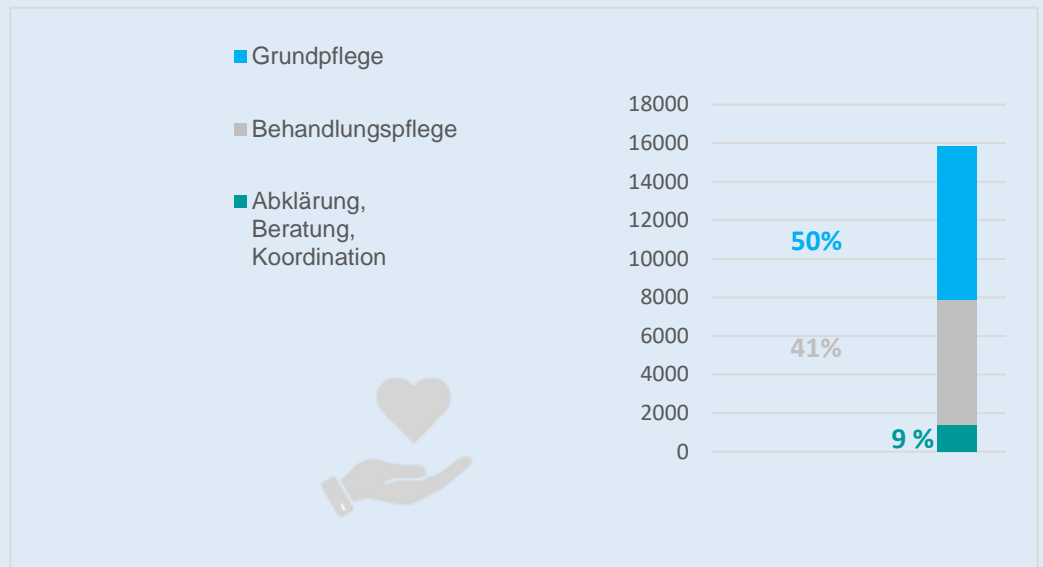 Grundpflege
Behandlungspflege
Abklärung,
Beratung,
Koordination
18000
16000
14000
12000
10000
8000
6000
4000
2000
0
50%
41%
9 %